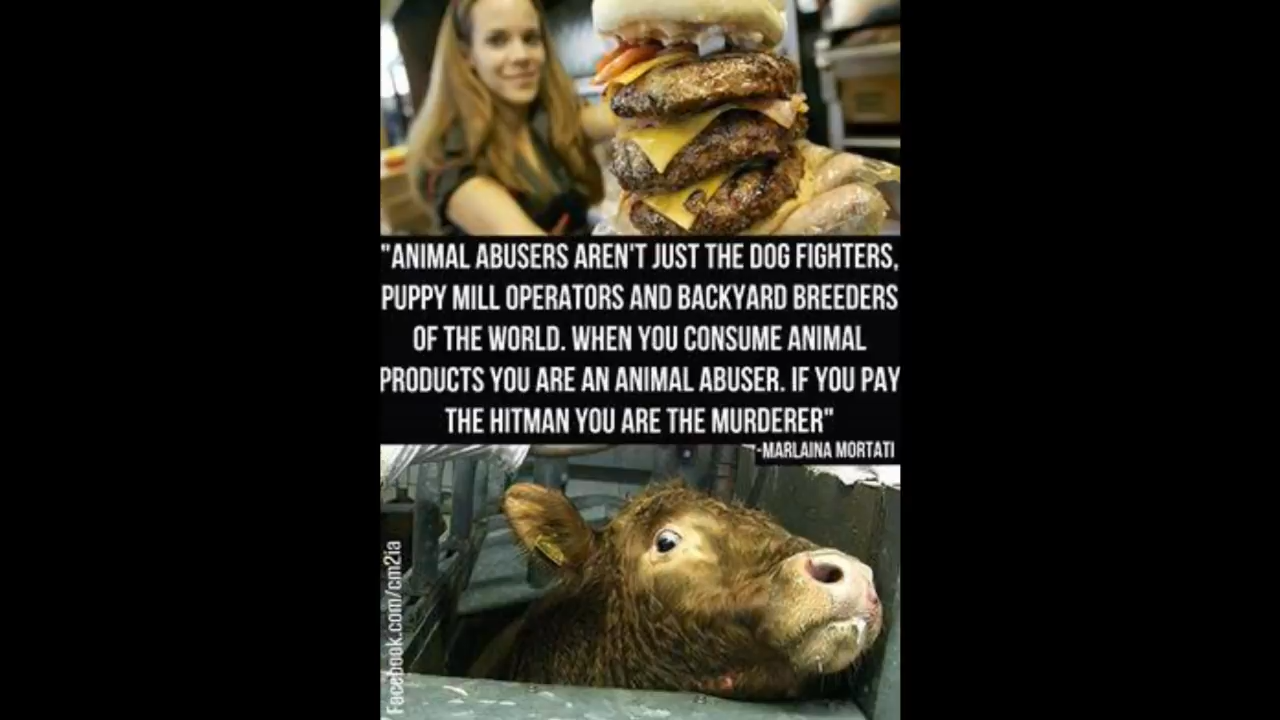 "ANIMAL ABUSERS AREN'T JUST THE DOG FIGHTERS,
PUPPY MILL OPERATORS AND BACKYARD BREEDERS
OF THE WORLD. WHEN YOU CONSUME ANIMAL
PRODUCTS YOU ARE AN ANIMAL ABUSER. IF YOU PAY
THE HITMAN YOU ARE THE MURDERER"
-MARLAINA MORTATI
Facebook.com/cm2ia